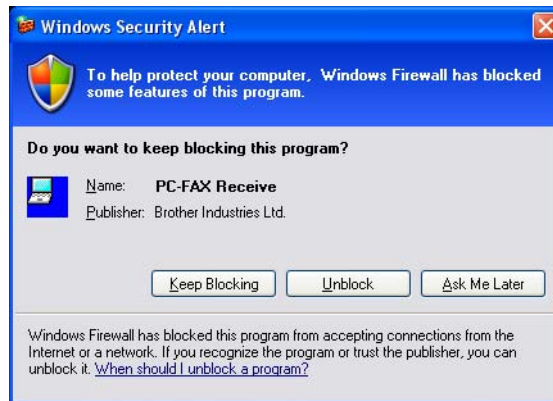 Windows Security Alert
To help protect your computer, Windows Firewall has blocked
some features of this program.
Do you want to keep blocking this program?
Name: PC-FAX Receive
Publisher: Brother Industries Ltd.
Keep Blocking Unblock Ask Me Later
Windows Firewall has blocked this program from accepting connections from the
Internet or a network. If you recognize the program or trust the publisher, you can
unblock it. When should I unblock a program?